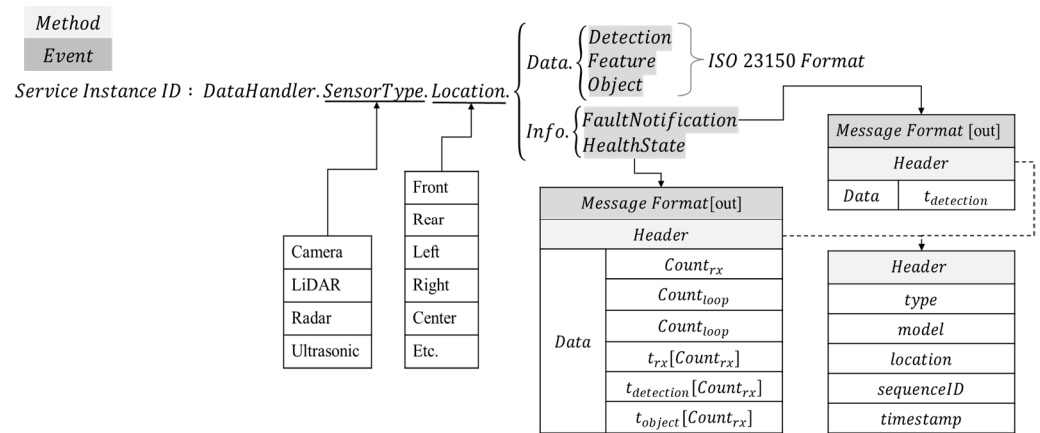 Method
Event
Service Instance ID : DataHandler.SensorType.Location.
Data.
Detection
Feature
Object
ISO 23150 Format
Info.
FaultNotification
HealthState
Camera
LiDAR
Radar
Ultrasonic
Front
Rear
Left
Right
Center
Etc.
Message Format[out]
Header
Data
Count_rx
Count_loop
Count_loop
t_rx[Count_rx]
t_detection[Count_rx]
t_object[Count_rx]
Message Format [out]
Header
Data t_detection
Header
type
model
location
sequenceID
timestamp